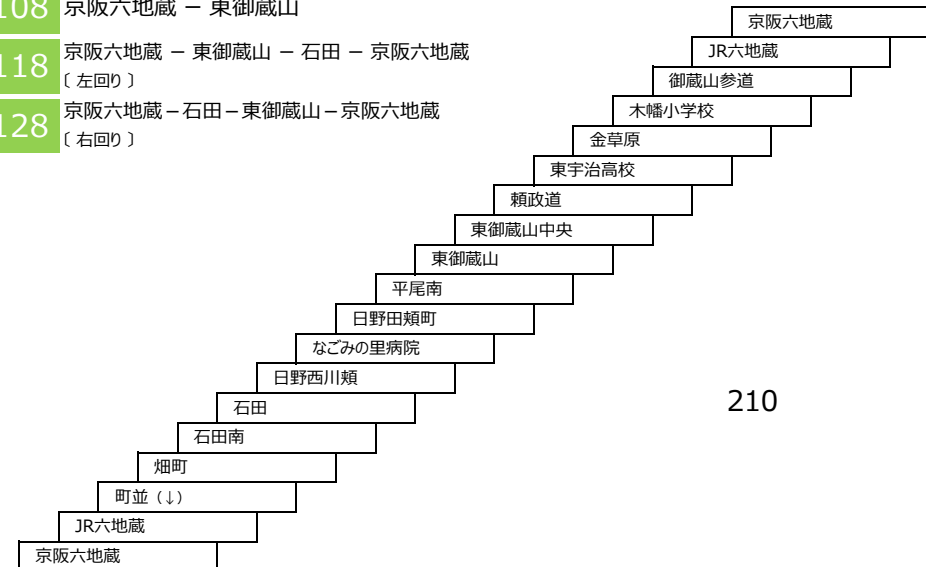 108 京阪六地蔵 － 東御蔵山
118 京阪六地蔵 － 東御蔵山 － 石田 － 京阪六地蔵
〔 左回り 〕
128 京阪六地蔵－石田－東御蔵山－京阪六地蔵
〔 右回り 〕
京阪六地蔵
JR六地蔵
御蔵山参道
木幡小学校
金草原
東宇治高校
頼政道
東御蔵山中央
東御蔵山
平尾南
日野田頬町
なごみの里病院
日野西川頬
石田
210
石田南
畑町
町並（↓）
JR六地蔵
京阪六地蔵